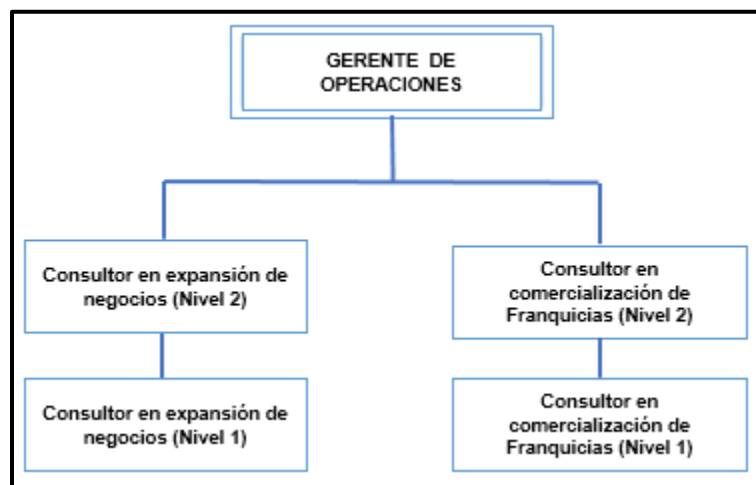 GERENTE DE
OPERACIONES
Consultor en expansión de
negocios (Nivel 2)
Consultor en
comercialización de
Franquicias (Nivel 2)
Consultor en expansión de
negocios (Nivel 1)
Consultor en
comercialización de
Franquicias (Nivel 1)